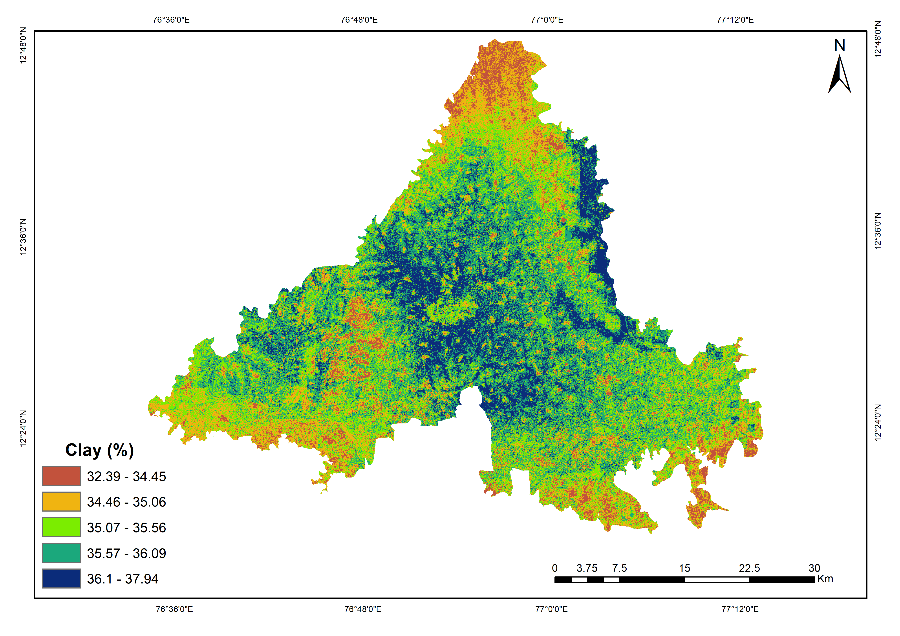 76°36'0"E 76°48'0"E 77°0'0"E 77°12'0"E
12°48'0"N
12°48'0"N
N
12°36'0"N
12°36'0"N
12°24'0"N
12°24'0"N
Clay (%)
32.39 - 34.45
34.46 - 35.06
35.07 - 35.56
35.57 - 36.09
36.1 - 37.94
0 3.75 7.5 15 22.5 30
Km
76°36'0"E 76°48'0"E 77°0'0"E 77°12'0"E